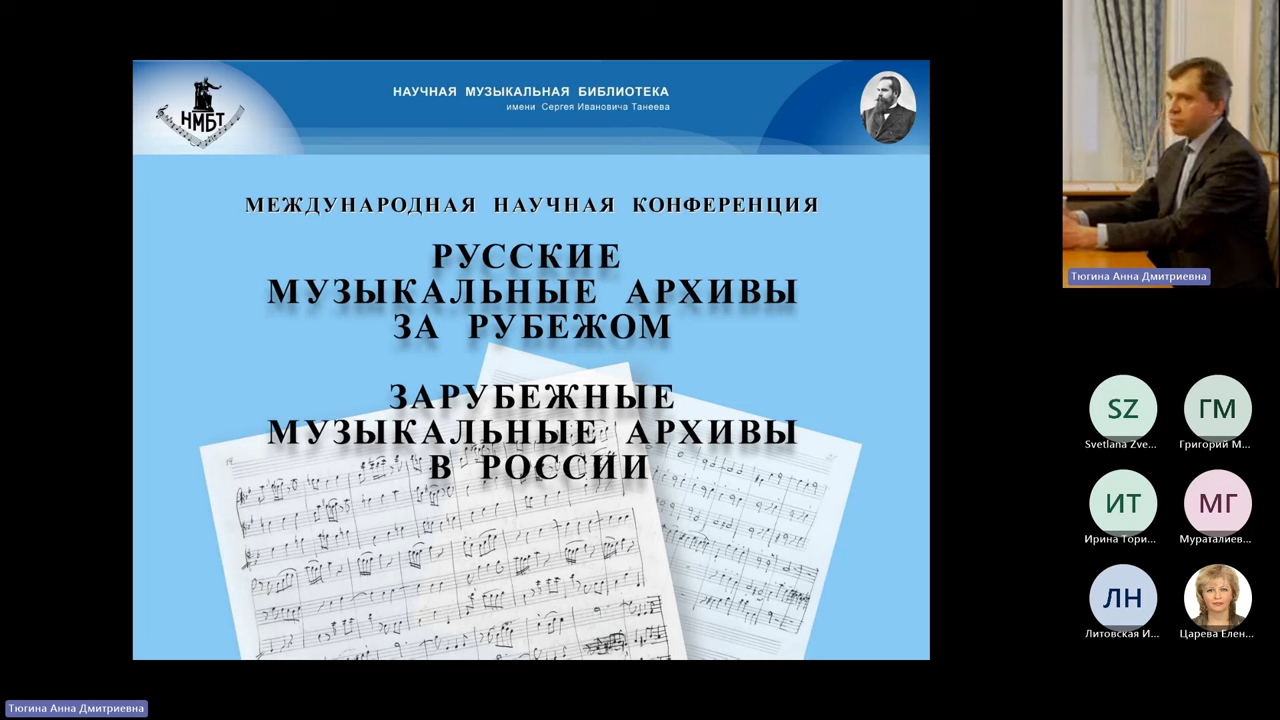 НМБТ
НАУЧНАЯ МУЗЫКАЛЬНАЯ БИБЛИОТЕКА
имени Сергея Ивановича Танеева
МЕЖДУНАРОДНАЯ НАУЧНАЯ КОНФЕРЕНЦИЯ
РУССКИЕ
МУЗЫКАЛЬНЫЕ АРХИВЫ
ЗА РУБЕЖОМ
ЗАРУБЕЖНЫЕ
МУЗЫКАЛЬНЫЕ АРХИВЫ
В РОССИИ
Тюгина Анна Дмитриевна
SZ
ГМ
Svetlana Zve...
Григорий М...
ИТ
МГ
Ирина Тори...
Мураталиев...
ЛН
Литовская И...
Царева Елен...
Тюгина Анна Дмитриевна